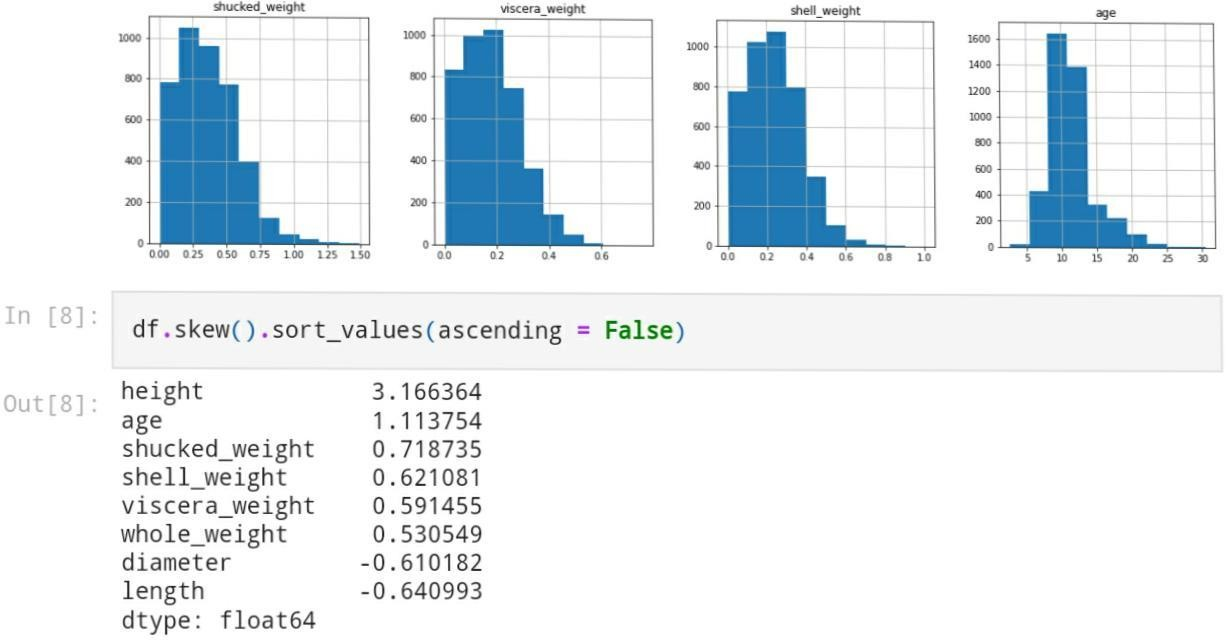 shucked_weight viscera_weight shell_weight age
1000 1000 1000 1600
1400
800 800 800 1200
600 600 600 1000
800
400 400 400 600
400
200 200 200 200
0 0 0 0
0.00 0.25 0.50 0.75 1.00 1.25 1.50 0.0 0.2 0.4 0.6 0.0 0.2 0.4 0.6 0.8 1.0 5 10 15 20 25 30
In [8]: df.skew().sort_values(ascending = False)
Out[8]: height 3.166364
age 1.113754
shucked_weight 0.718735
shell_weight 0.621081
viscera_weight 0.591455
whole_weight 0.530549
diameter -0.610182
length -0.640993
dtype: float64